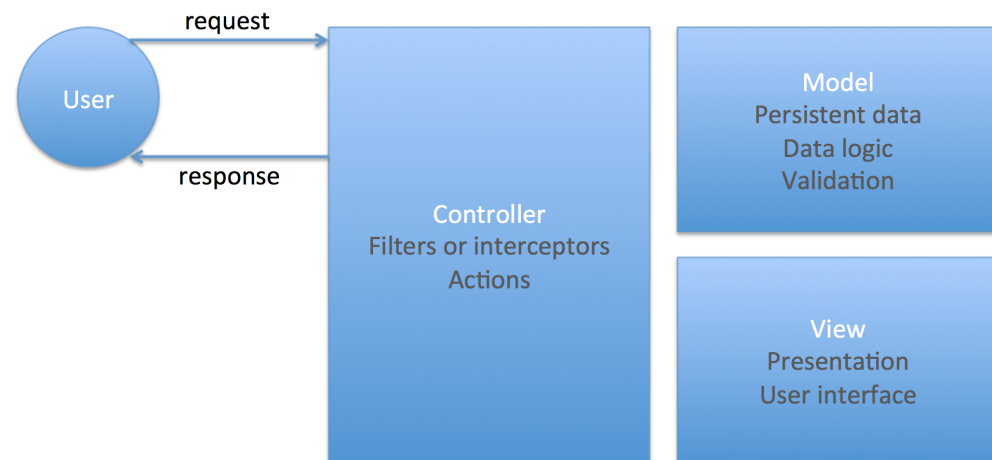 request
User
response
Controller
Filters or interceptors
Actions
Model
Persistent data
Data logic
Validation
View
Presentation
User interface